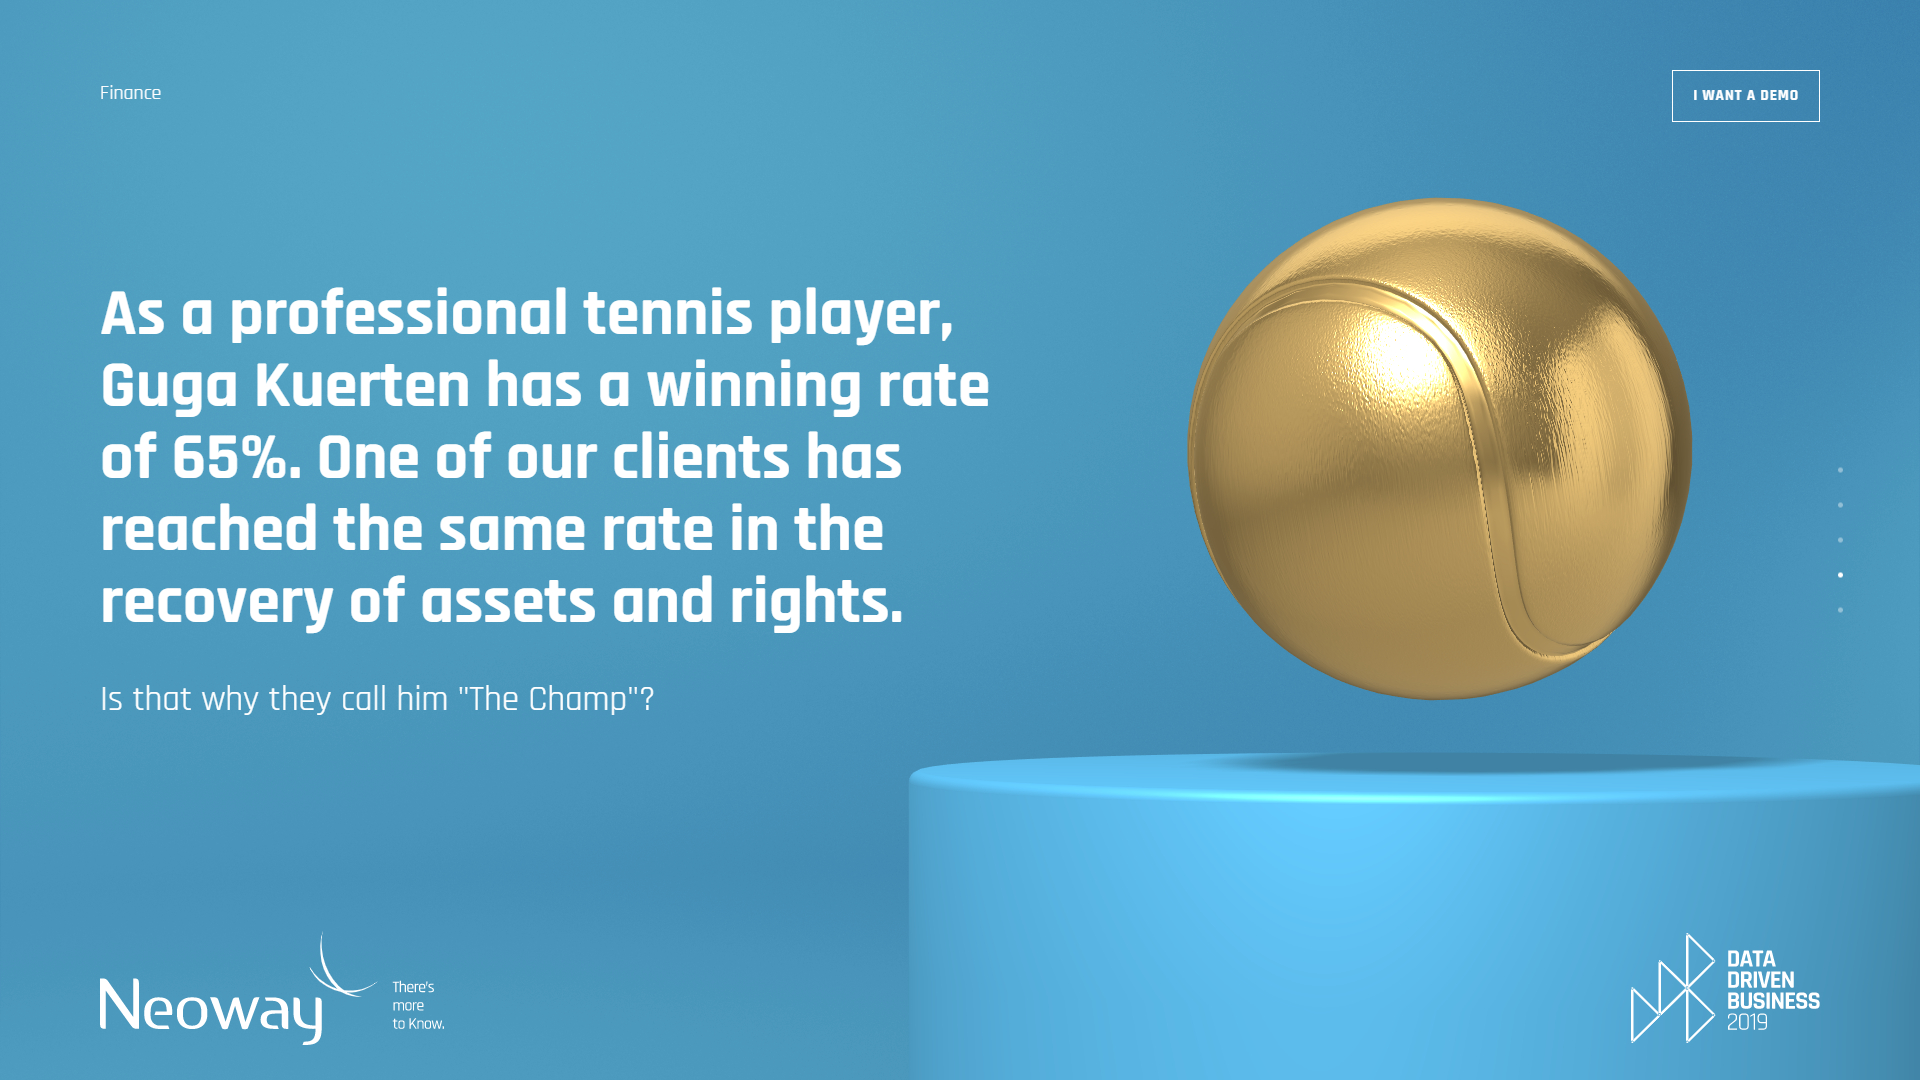 Finance
I WANT A DEMO
As a professional tennis player,
Guga Kuerten has a winning rate
of 65%. One of our clients has
reached the same rate in the
recovery of assets and rights.
Is that why they call him "The Champ"?
Neoway
There's
more
to Know.
DATA
DRIVEN
BUSINESS
2019